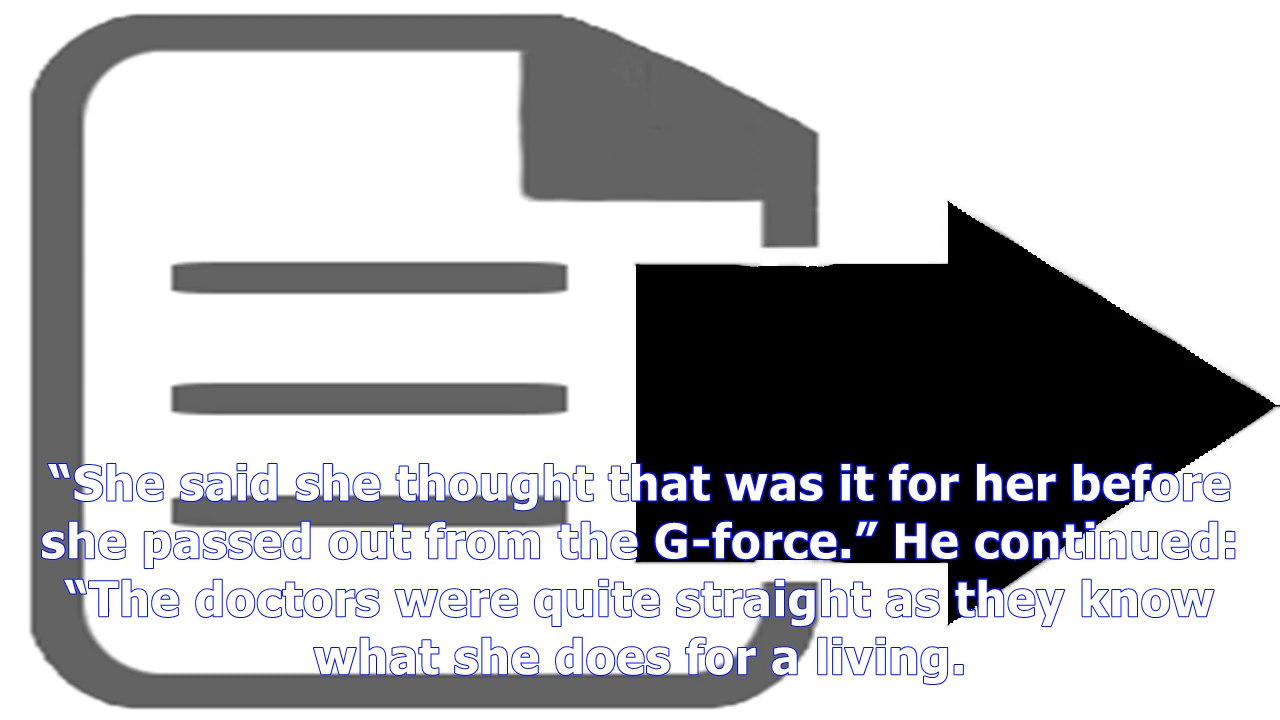 “She said she thought that was it for her before
she passed out from the G-force.” He continued:
“The doctors were quite straight as they know
what she does for a living.